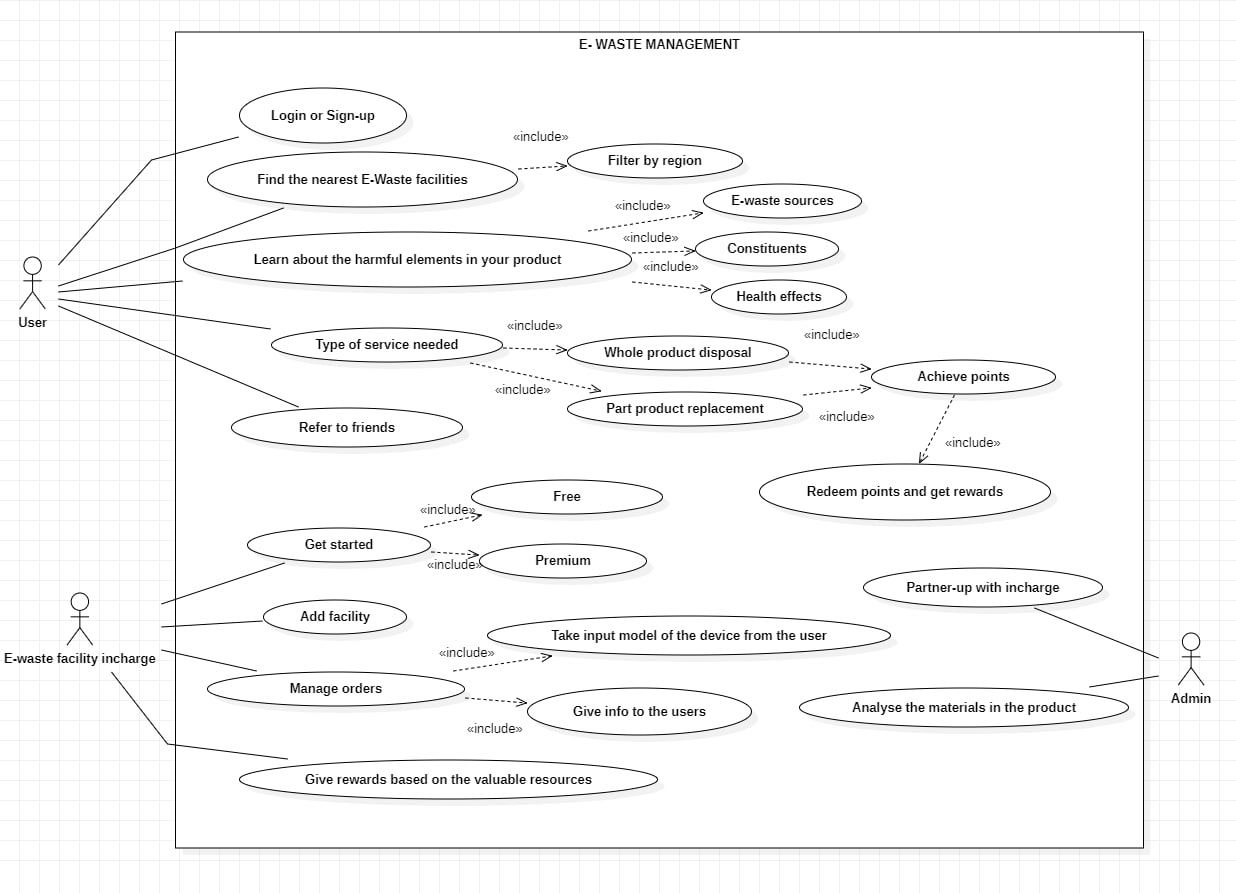 E- WASTE MANAGEMENT
Login or Sign-up
«include»
Filter by region
Find the nearest E-Waste facilities
E-waste sources
«include»
«include»
Constituents
Learn about the harmful elements in your product
«include»
Health effects
User
«include»
«include»
Type of service needed
Whole product disposal
Achieve points
«include»
Part product replacement
«include»
Refer to friends
«include»
Redeem points and get rewards
Free
«include»
Get started
Premium
«include»
Partner-up with incharge
Add facility
Take input model of the device from the user
«include»
E-waste facility incharge
Manage orders
Admin
Analyse the materials in the product
Give info to the users
«include»
Give rewards based on the valuable resources